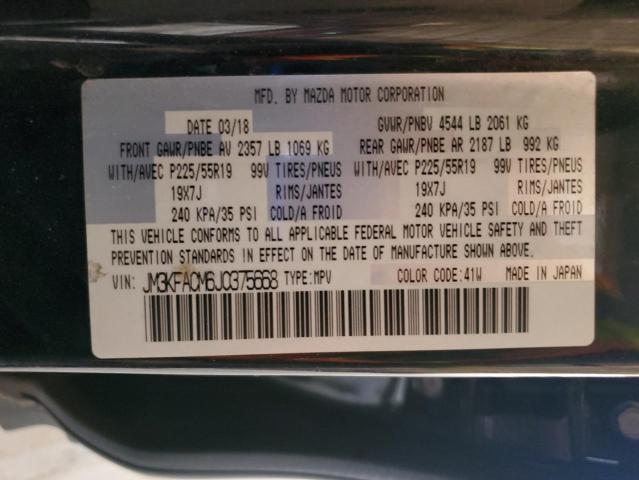 MFD. BY MAZDA MOTOR CORPORATION
DATE 03/18 GVWR/PNBV 4544 LB 2061 KG
FRONT GAWR/PNBE AV 2357 LB 1069 KG REAR GAWR/PNBE AR 2187 LB 992 KG
WITH/AVEC P225/55R19 99V TIRES/PNEUS WITH/AVEC P225/55R19 99V TIRES/PNEUS
19X7J RIMS/JANTES 19X7J RIMS/JANTES
240 KPA/35 PSI COLD/A FROID 240 KPA/35 PSI COLD/A FROID
THIS VEHICLE CONFORMS TO ALL APPLICABLE FEDERAL MOTOR VEHICLE SAFETY AND THEFT
PREVENTION STANDARDS IN EFFECT ON THE DATE OF MANUFACTURE SHOWN ABOVE.
VIN: JM3KFACM6J0375668 TYPE:MPV COLOR CODE:41W MADE IN JAPAN